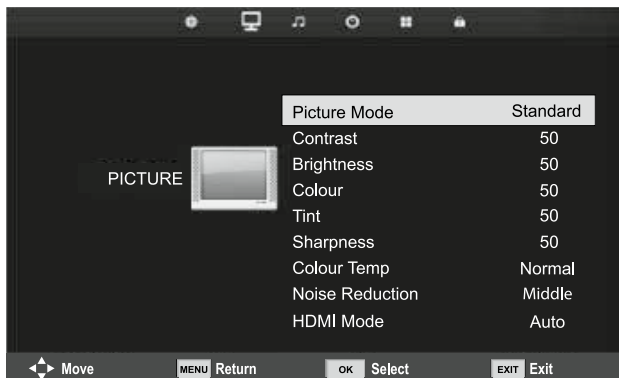 Picture Mode Standard
Contrast 50
Brightness 50
PICTURE
Colour 50
Tint 50
Sharpness 50
Colour Temp Normal
Noise Reduction Middle
HDMI Mode Auto
Move MENU Return OK Select EXIT Exit